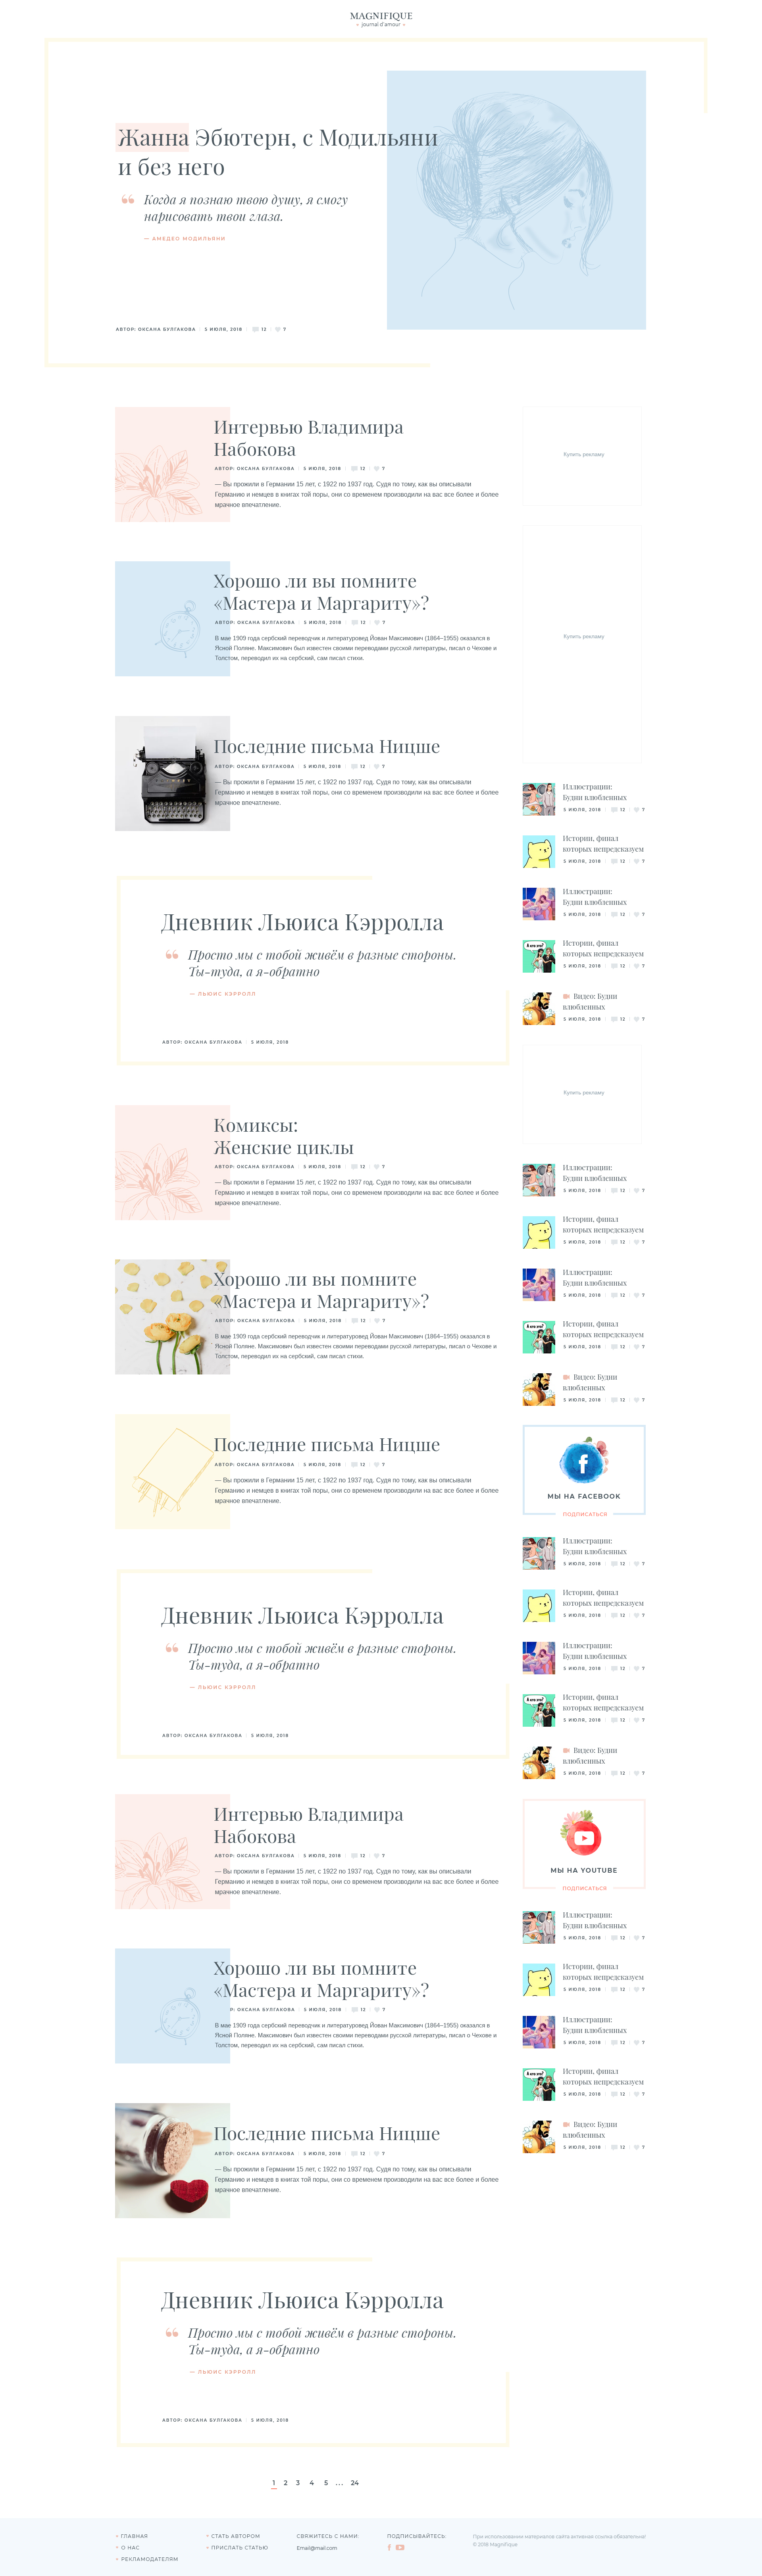 MAGNIFIQUE
journal d'amour
Жанна Эбютерн, с Модильяни
и без него
Когда я познаю твою душу, я смогу
нарисовать твои глаза.
— АМЕДЕО МОДИЛЬЯНИ
АВТОР: ОКСАНА БУЛГАКОВА 5 ИЮЛЯ, 2018 12 7
Интервью Владимира
Набокова
АВТОР: ОКСАНА БУЛГАКОВА 5 ИЮЛЯ, 2018 12 7
— Вы прожили в Германии 15 лет, с 1922 по 1937 год. Судя по тому, как вы описывали
Германию и немцев в книгах той поры, они со временем производили на вас все более и более
мрачное впечатление.
Хорошо ли вы помните
«Мастера и Маргариту»?
АВТОР: ОКСАНА БУЛГАКОВА 5 ИЮЛЯ, 2018 12 7
В мае 1909 года сербский переводчик и литературовед Йован Максимович (1864–1955) оказался в
Ясной Поляне. Максимович был известен своими переводами русской литературы, писал о Чехове и
Толстом, переводил их на сербский, сам писал стихи.
Последние письма Ницше
АВТОР: ОКСАНА БУЛГАКОВА 5 ИЮЛЯ, 2018 12 7
— Вы прожили в Германии 15 лет, с 1922 по 1937 год. Судя по тому, как вы описывали
Германию и немцев в книгах той поры, они со временем производили на вас все более и более
мрачное впечатление.
Дневник Льюиса Кэрролла
Просто мы с тобой живём в разные стороны.
Ты-туда, а я-обратно
— ЛЬЮИС КЭРРОЛЛ
АВТОР: ОКСАНА БУЛГАКОВА 5 ИЮЛЯ, 2018
Комиксы:
Женские циклы
АВТОР: ОКСАНА БУЛГАКОВА 5 ИЮЛЯ, 2018 12 7
— Вы прожили в Германии 15 лет, с 1922 по 1937 год. Судя по тому, как вы описывали
Германию и немцев в книгах той поры, они со временем производили на вас все более и более
мрачное впечатление.
Хорошо ли вы помните
«Мастера и Маргариту»?
АВТОР: ОКСАНА БУЛГАКОВА 5 ИЮЛЯ, 2018 12 7
В мае 1909 года сербский переводчик и литературовед Йован Максимович (1864–1955) оказался в
Ясной Поляне. Максимович был известен своими переводами русской литературы, писал о Чехове и
Толстом, переводил их на сербский, сам писал стихи.
Последние письма Ницше
АВТОР: ОКСАНА БУЛГАКОВА 5 ИЮЛЯ, 2018 12 7
— Вы прожили в Германии 15 лет, с 1922 по 1937 год. Судя по тому, как вы описывали
Германию и немцев в книгах той поры, они со временем производили на вас все более и более
мрачное впечатление.
Дневник Льюиса Кэрролла
Просто мы с тобой живём в разные стороны.
Ты-туда, а я-обратно
— ЛЬЮИС КЭРРОЛЛ
АВТОР: ОКСАНА БУЛГАКОВА 5 ИЮЛЯ, 2018
Интервью Владимира
Набокова
АВТОР: ОКСАНА БУЛГАКОВА 5 ИЮЛЯ, 2018 12 7
— Вы прожили в Германии 15 лет, с 1922 по 1937 год. Судя по тому, как вы описывали
Германию и немцев в книгах той поры, они со временем производили на вас все более и более
мрачное впечатление.
Хорошо ли вы помните
«Мастера и Маргариту»?
Р: ОКСАНА БУЛГАКОВА 5 ИЮЛЯ, 2018 12 7
В мае 1909 года сербский переводчик и литературовед Йован Максимович (1864–1955) оказался в
Ясной Поляне. Максимович был известен своими переводами русской литературы, писал о Чехове и
Толстом, переводил их на сербский, сам писал стихи.
Последние письма Ницше
АВТОР: ОКСАНА БУЛГАКОВА 5 ИЮЛЯ, 2018 12 7
— Вы прожили в Германии 15 лет, с 1922 по 1937 год. Судя по тому, как вы описывали
Германию и немцев в книгах той поры, они со временем производили на вас все более и более
мрачное впечатление.
Дневник Льюиса Кэрролла
Просто мы с тобой живём в разные стороны.
Ты-туда, а я-обратно
— ЛЬЮИС КЭРРОЛЛ
АВТОР: ОКСАНА БУЛГАКОВА 5 ИЮЛЯ, 2018
1 2 3 4 5 ... 24
Купить рекламу
Купить рекламу
Иллюстрации:
Будни влюбленных
5 ИЮЛЯ, 2018 12 7
Истории, финал
которых непредсказуем
5 ИЮЛЯ, 2018 12 7
Иллюстрации:
Будни влюбленных
5 ИЮЛЯ, 2018 12 7
А кто это?
Истории, финал
которых непредсказуем
5 ИЮЛЯ, 2018 12 7
Видео: Будни
влюбленных
5 ИЮЛЯ, 2018 12 7
Купить рекламу
Иллюстрации:
Будни влюбленных
5 ИЮЛЯ, 2018 12 7
Истории, финал
которых непредсказуем
5 ИЮЛЯ, 2018 12 7
Иллюстрации:
Будни влюбленных
5 ИЮЛЯ, 2018 12 7
А кто это?
Истории, финал
которых непредсказуем
5 ИЮЛЯ, 2018 12 7
Видео: Будни
влюбленных
5 ИЮЛЯ, 2018 12 7
f
МЫ НА FACEBOOK
ПОДПИСАТЬСЯ
Иллюстрации:
Будни влюбленных
5 ИЮЛЯ, 2018 12 7
Истории, финал
которых непредсказуем
5 ИЮЛЯ, 2018 12 7
Иллюстрации:
Будни влюбленных
5 ИЮЛЯ, 2018 12 7
А кто это?
Истории, финал
которых непредсказуем
5 ИЮЛЯ, 2018 12 7
Видео: Будни
влюбленных
5 ИЮЛЯ, 2018 12 7
МЫ НА YOUTUBE
ПОДПИСАТЬСЯ
Иллюстрации:
Будни влюбленных
5 ИЮЛЯ, 2018 12 7
Истории, финал
которых непредсказуем
5 ИЮЛЯ, 2018 12 7
Иллюстрации:
Будни влюбленных
5 ИЮЛЯ, 2018 12 7
А кто это?
Истории, финал
которых непредсказуем
5 ИЮЛЯ, 2018 12 7
Видео: Будни
влюбленных
5 ИЮЛЯ, 2018 12 7
ГЛАВНАЯ
О НАС
РЕКЛАМОДАТЕЛЯМ
СТАТЬ АВТОРОМ
ПРИСЛАТЬ СТАТЬЮ
СВЯЖИТЕСЬ С НАМИ:
Email@mail.com
ПОДПИСЫВАЙТЕСЬ:
При использовании материалов сайта активная ссылка обязательна!
© 2018 Magnifique